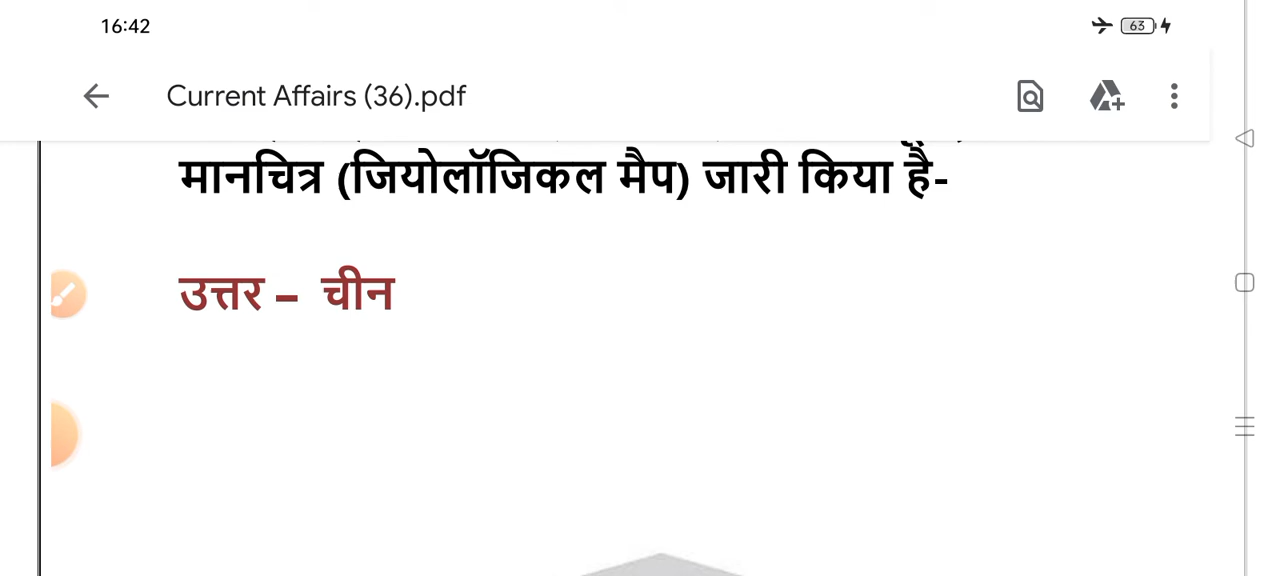 16:42
63
Current Affairs (36).pdf
मानचित्र (जियोलॉजिकल मैप) जारी किया है-
उत्तर – चीन